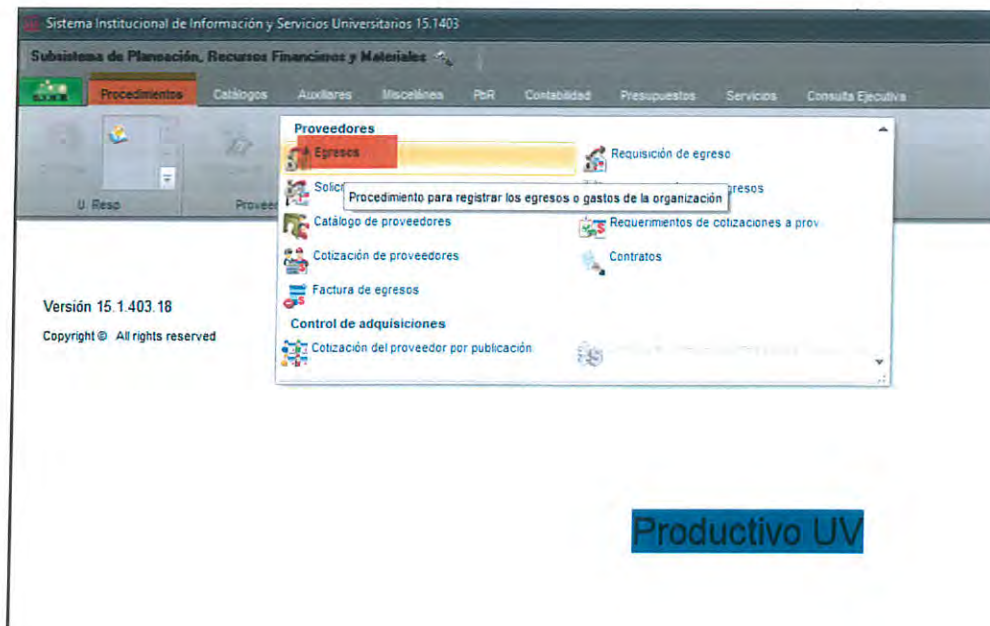 Sistema Institucional de Información y Servicios Universitarios 15.1403
Subsistema de Planeación, Recursos Financieros y Materiales
Procedimientos Catálogos Auxiliares Miscelánea PbR Contabilidad Presupuestos Servicios Consulta Ejecutiva
Proveedores
Egresos Requisición de egreso
Solic gresos
Procedimiento para registrar los egresos o gastos de la organización
U. Resp Provee
Catálogo de proveedores Requerimientos de cotizaciones a prov.
Cotización de proveedores Contratos
Factura de egresos
Versión 15.1.403.18
Control de adquisiciones
Copyright © All rights reserved
Cotización del proveedor por publicación
Productivo UV